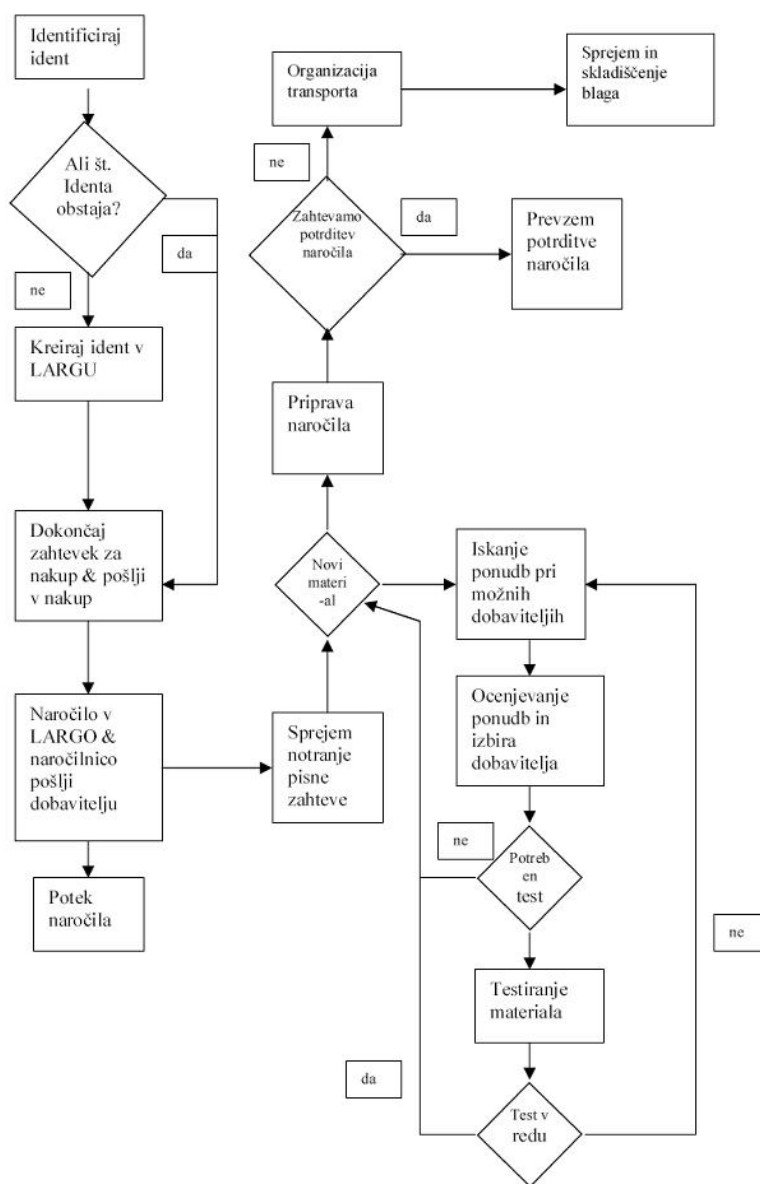 Identificiraj
ident
Ali št.
Identa
obstaja?
da
ne
Kreiraj ident v
LARGU
Dokončaj
zahtevek za
nakup & pošlji
v nakup
Naročilo v
LARGO &
naročilnico
pošlji
dobavitelju
Potek
naročila
Organizacija
transporta
Sprejem in
skladiščenje
blaga
ne
Zahtevamo
potrditev
naročila
da
Prevzem
potrditve
naročila
Priprava
naročila
Novi
materi
-al
Sprejem
notranje
pisne
zahteve
Iskanje
ponudb pri
možnih
dobaviteljih
Ocenjevanje
ponudb in
izbira
dobavitelja
ne
Potreb
en
test
ne
Testiranje
materiala
da
Test v
redu